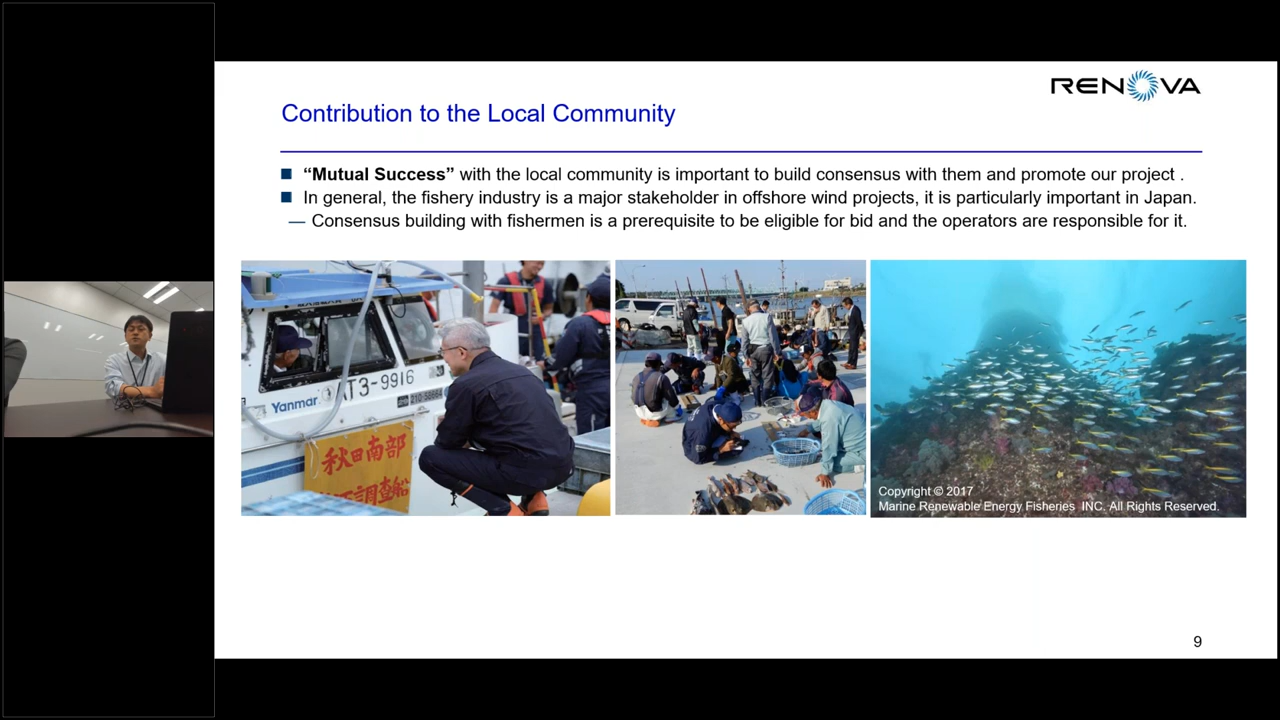 RENOVA
Contribution to the Local Community
“Mutual Success” with the local community is important to build consensus with them and promote our project .
In general, the fishery industry is a major stakeholder in offshore wind projects, it is particularly important in Japan.
— Consensus building with fishermen is a prerequisite to be eligible for bid and the operators are responsible for it.
AT3-9916
Yanmar
秋田南部
調査船
Copyright © 2017
Marine Renewable Energy Fisheries INC. All Rights Reserved.
9